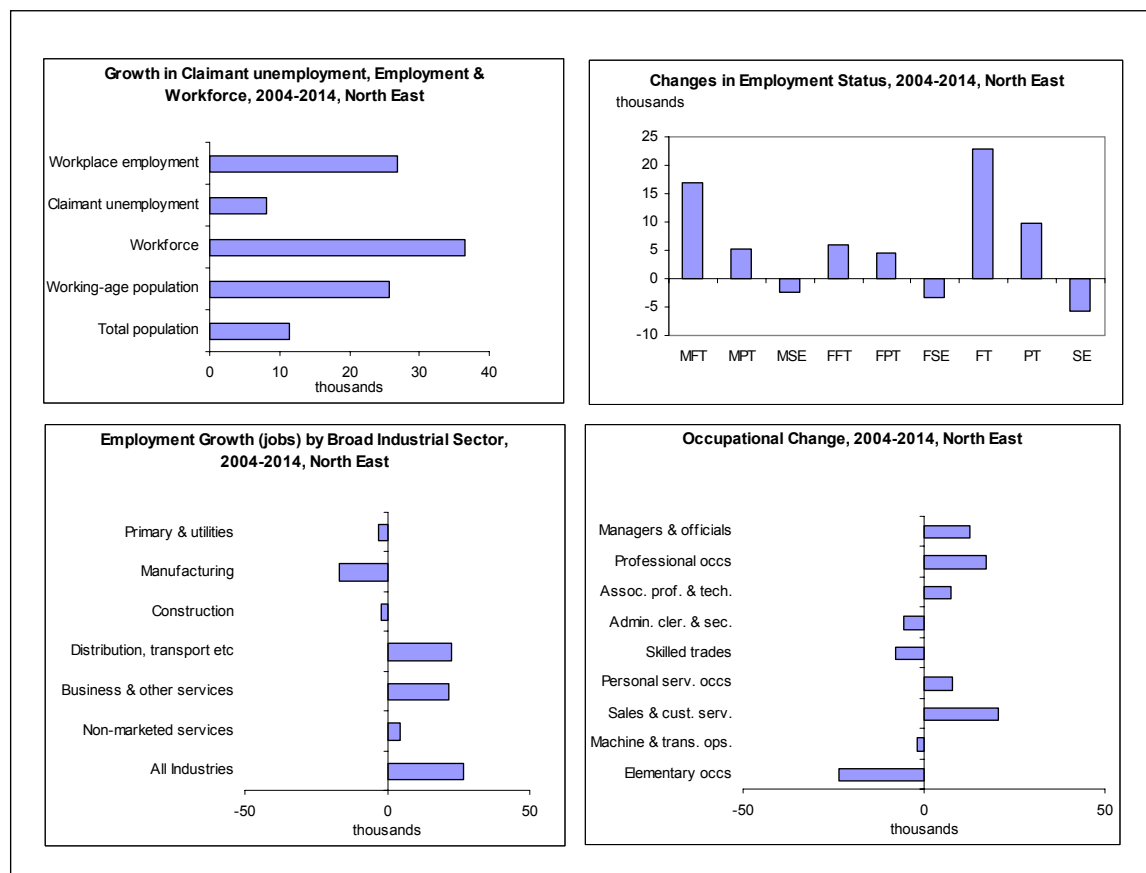 Growth in Claimant unemployment, Employment &
Workforce, 2004-2014, North East
Workplace employment
Claimant unemployment
Workforce
Working-age population
Total population
0 10 20 30 40
thousands
Changes in Employment Status, 2004-2014, North East
thousands
25
20
15
10
5
0
-5
-10
MFT MPT MSE FFT FPT FSE FT PT SE
Employment Growth (jobs) by Broad Industrial Sector,
2004-2014, North East
Primary & utilities
Manufacturing
Construction
Distribution, transport etc
Business & other services
Non-marketed services
All Industries
-50 0 50
thousands
Occupational Change, 2004-2014, North East
Managers & officials
Professional occs
Assoc. prof. & tech.
Admin. cler. & sec.
Skilled trades
Personal serv. occs
Sales & cust. serv.
Machine & trans. ops.
Elementary occs
-50 0 50
thousands